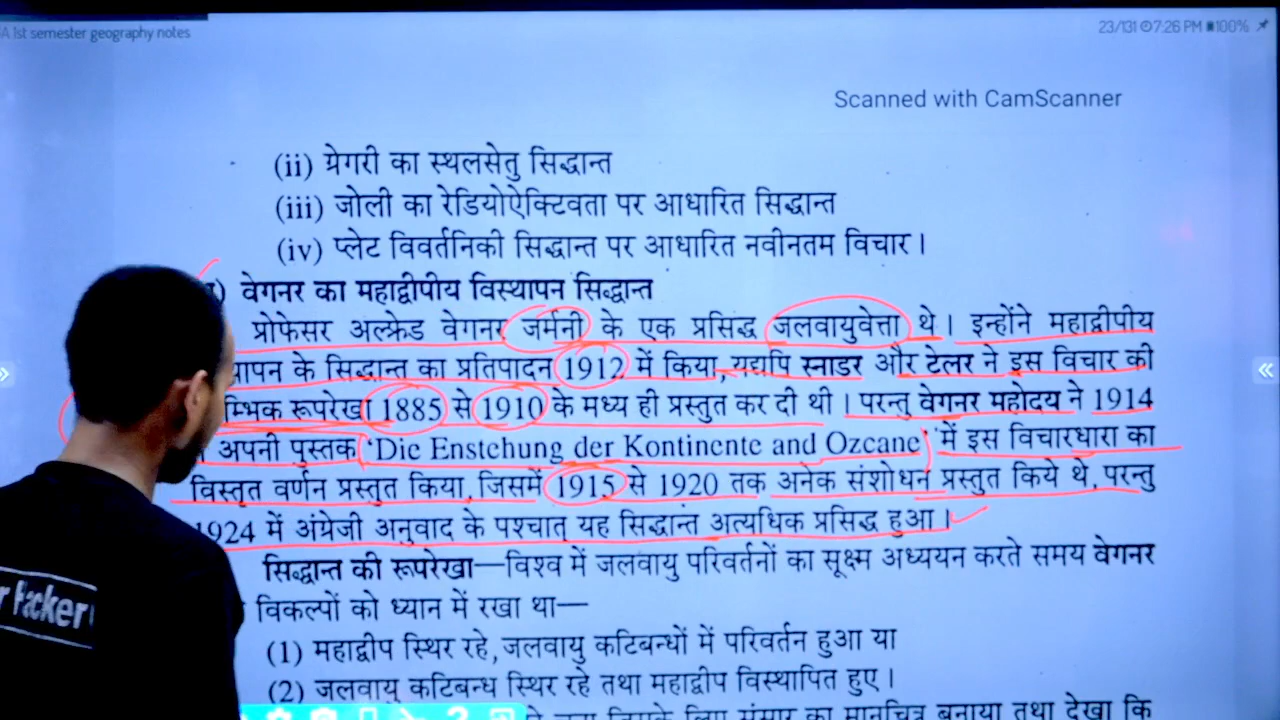 A 1st semester geography notes
23/131 7:26 PM 100%
Scanned with CamScanner
(ii) ग्रेगरी का स्थलसेतु सिद्धान्त
(iii) जोली का रेडियोऐक्टिवता पर आधारित सिद्धान्त
(iv) प्लेट विवर्तनिकी सिद्धान्त पर आधारित नवीनतम विचार।
) वेगनर का महाद्वीपीय विस्थापन सिद्धान्त
प्रोफेसर अल्फ्रेड वेगनर जर्मनी के एक प्रसिद्ध जलवायुवेत्ता थे। इन्होंने महाद्वीपीय
थापन के सिद्धान्त का प्रतिपादन 1912 में किया, यद्यपि स्नाडर और टेलर ने इस विचार की
म्भिक रूपरेखा 1885 से 1910 के मध्य ही प्रस्तुत कर दी थी। परन्तु वेगनर महोदय ने 1914
अपनी पुस्तक 'Die Enstehung der Kontinente and Ozcane' में इस विचारधारा का
विस्तृत वर्णन प्रस्तुत किया, जिसमें 1915 से 1920 तक अनेक संशोधन प्रस्तुत किये थे, परन्तु
1924 में अंग्रेजी अनुवाद के पश्चात् यह सिद्धान्त अत्यधिक प्रसिद्ध हुआ।
सिद्धान्त की रूपरेखा—विश्व में जलवायु परिवर्तनों का सूक्ष्म अध्ययन करते समय वेगनर
विकल्पों को ध्यान में रखा था—
(1) महाद्वीप स्थिर रहे, जलवायु कटिबन्धों में परिवर्तन हुआ या
(2) जलवायु कटिबन्ध स्थिर रहे तथा महाद्वीप विस्थापित हुए।
संसार का मानचित्र बनाया तथा देखा कि